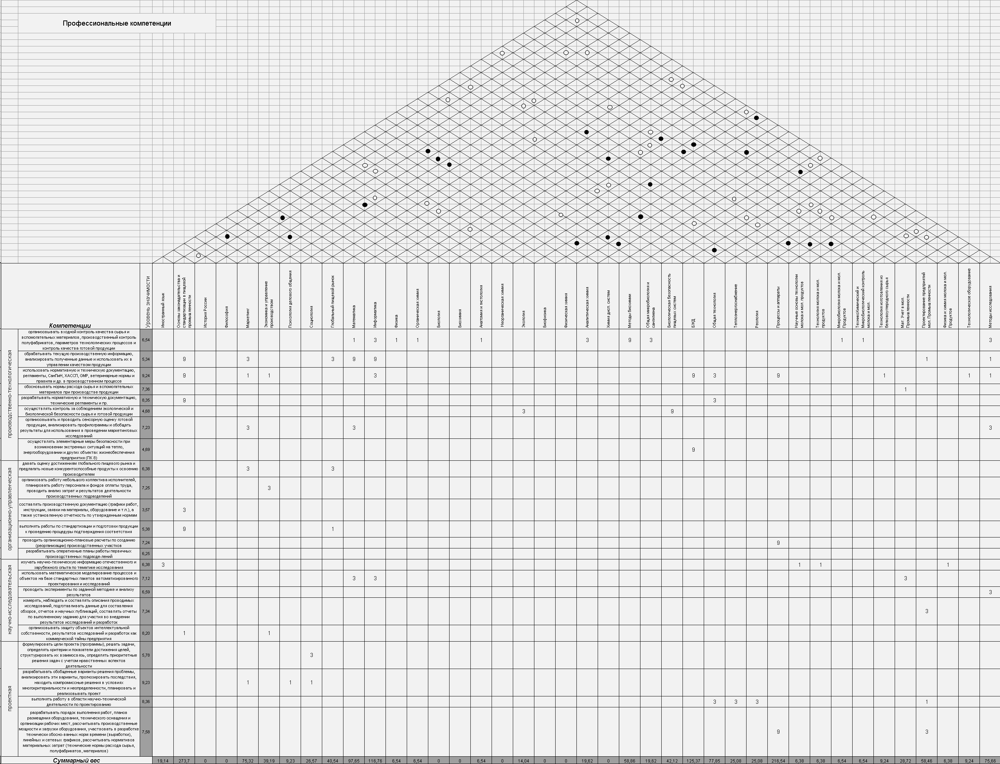 Профессиональные компетенции
Компетенции
Уровень значимости
Иностранный язык
Основы законадательства и
стандартизации в пищевой
промышленности
История России
Философия
Маркетинг
Экономика и управление
производством
Психология делового общения
Социология
Глобальный пищевой рынок
Математика
Информатика
Физика
Органическая химия
Биология
Биохимия
Анатомия и гистология
Неорганическая химия
Экология
Биофизика
Физическая химия
Аналитическая химия
Химия дисп. систем
Методы биохимии
Общая микробиология и
сангигиена
Биологическая безопасность
пищевых систем
БЖД
Общая технология
Теплоэнергоснабжение
Реология
Процессы и аппараты
Научные основы технологии
молока и мол. продуктов
Технология молока и мол.
продуктов
Микробиология молока и мол.
Продуктов
ТехникоХимический и
МикроБиологический контроль
молока и мол.
Технология изготовления из
белковоуглеродного сырья
Мат. Учет в мол.
Промышленности
Проектирование предприятий
мол. Промышленности
Физика и химия молока и мол.
Продуктов
Технологическое оборудование
Методы исследования
производственно-технологическая
организовывать входной контроль качества сырья и
вспомогательных материалов, производственный контроль
полуфабрикатов, параметров технологических процессов и
контроль качества готовой продукции
6,54 1 3 1 1 1 3 9 3 1 1 3
обрабатывать текущую производственную информацию,
анализировать полученные данные и использовать их в
управлении качеством продукции
5,34 9 3 3 9 9 1 1
использовать нормативную и техническую документацию,
регламенты, СанПиН, ХАССП, GMP, ветеринарные нормы и
правила и др. в производственном процессе
9,24 9 1 1 3 9 3 9 1 1 1
обосновывать нормы расхода сырья и вспомогательных
материалов при производстве продукции
7,36 1
разрабатывать нормативную и техническую документацию,
технические регламенты и пр.
8,35 9 3
осуществлять контроль за соблюдением экологической и
биологической безопасности сырья и готовой продукции
4,68 3 9
организовывать и проводить сенсорную оценку готовой
продукции, анализировать профилограммы и обобщать
результаты для использования в проведении маркетинговых
исследований
7,23 3 3 3
осуществлять элементарные меры безопасности при
возникновении экстренных ситуаций на тепло,
энергооборудовании и других объектах жизнеобеспечения
предприятия (ПК 8)
4,69 9
организационно-управленческая
давать оценку достижениям глобального пищевого рынка и
предлагать новые конкурентоспособные продукты к освоению
производителем
6,38 3 3
организовать работу небольшого коллектива исполнителей,
планировать работу персонала и фондов оплаты труда,
проводить анализ затрат и результатов деятельности
производственных подразделений
7,25 3
составлять производственную документацию (графики работ,
инструкции, заявки на материалы, оборудование и т.п.), а
также установленную отчетность по утвержденным нормам
3,57 3
выполнять работы по стандартизации и подготовки продукции
к проведению процедуры подтверждения соответствия
5,38 9 1
проводить организационно-плановые расчеты по созданию
(реорганизации) производственных участков
7,24 9
разрабатывать оперативные планы работы первичных
производственных подразде-лений
6,25
научно-исследовательская
изучать научно-техническую информацию отечественного и
зарубежного опыта по тематике исследования
6,38 3 1 1 1
использовать математическое моделирование процессов и
объектов на базе стандартных пакетов автоматизированного
проектирования и исследований
7,12 3 3 3
проводить эксперименты по заданной методике и анализу
результатов
6,59 3
измерять, наблюдать и составлять описания проводимых
исследований, подготавливать данные для составления
обзоров, отчетов и научных публикаций, составлять отчеты
по выполненному заданию для участия во внедрении
результатов исследований и разработок
7,34 3
организовывать защиту объектов интеллектуальной
собственности, результатов исследований и разработок как
коммерческой тайны предприятия
8,20 1 1
проектная
формулировать цели проекта (программы), решать задачи,
определять критерии и показатели достижения целей,
структурировать их взаимосвязь, определять приоритетные
решения задач с учетом нравственных аспектов
деятельности
5,78 3
разрабатывать обобщенные варианты решения проблемы,
анализировать эти варианты, прогнозировать последствия,
находить компромиссные решения в условиях
многокритериальности и неопределенности, планировать и
реализовывать проект
9,23 1 1 1
выполнять работу в области научно-технической
деятельности по проектированию
8,36 3 3 3 1
разрабатывать порядок выполнения работ, планов
размещения оборудования, технического оснащения и
организации рабочих мест, рассчитывать производственные
мощности и загрузки оборудования, участвовать в разработке
технически обосно-ванных норм времени (выработки),
линейных и сетевых графиков, рассчитывать нормативов
материальных затрат (технические нормы расхода сырья,
полуфабрикатов, материалов)
7,58 9 3
Суммарный вес 19,14 273,7 0 0 75,32 39,19 9,23 26,57 40,54 97,65 116,76 6,54 6,54 0 0 6,54 0 14,04 0 0 19,62 0 58,86 19,62 42,12 125,37 77,85 25,08 25,08 216,54 6,38 6,38 6,54 6,54 9,24 28,72 58,46 6,38 9,24 75,66